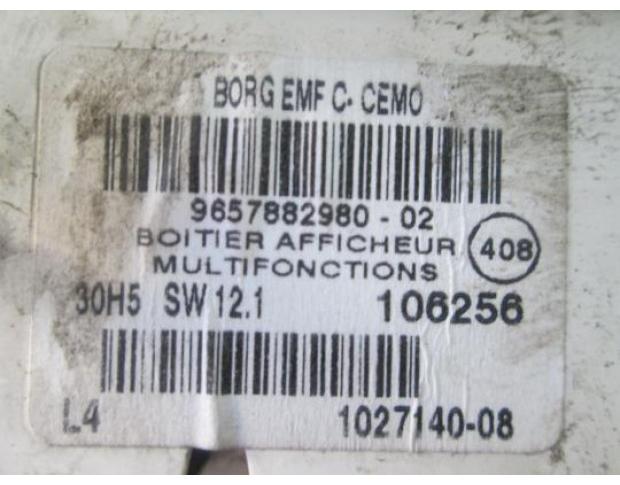 BORG EMF C- CEMO
9657882980 - 02
BOITIER AFFICHEUR 408
MULTIFONCTIONS
30H5 SW 12.1 106256
L4 1027140-08